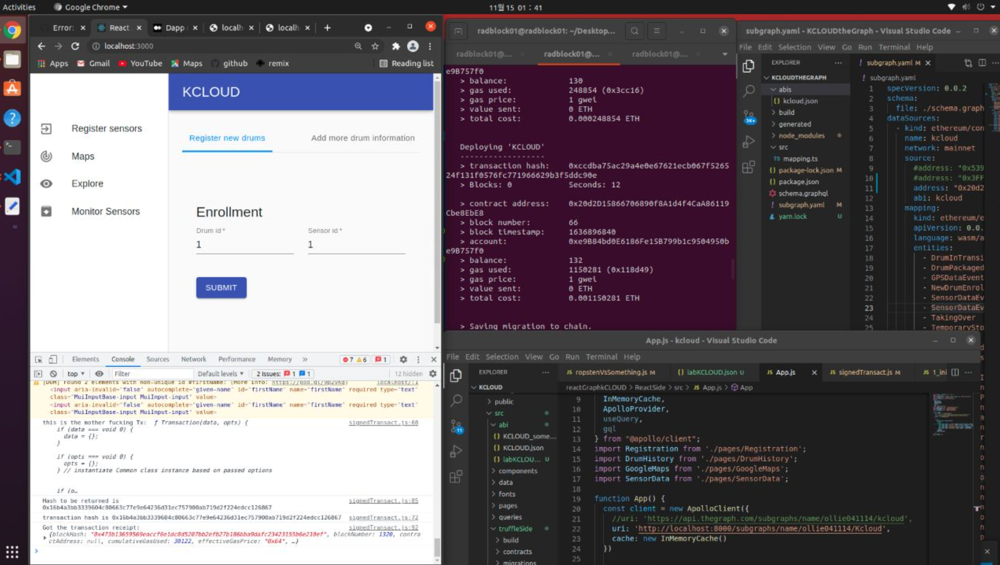 Activities
Google Chrome
11월 15 01 : 41
Error:
React
Dapp
localh
localh
localhost:3000
Apps
Gmail
YouTube
Maps
github
remix
Reading list
KCLOUD
Register sensors
Maps
Explore
Monitor Sensors
Register new drums
Add more drum information
Enrollment
Drum id *
Sensor id *
1
1
SUBMIT
Elements
Console
Sources
Network
Performance
Memory
»
7
6
1
top
Filter
Default levels
2 Issues:
1
1
12 hidden
[DOM] Found 2 elements with non-unique id #firstName: (More info: https://goo.gl/9p2vKq)
localhost/:1
<input aria-invalid="false" autocomplete="given-name" id="firstName" name="firstName" required type="text"
class="MuiInputBase-input MuiInput-input" value>
<input aria-invalid="false" autocomplete="given-name" id="firstName" name="firstName" required type="text"
class="MuiInputBase-input MuiInput-input" value>
this is the mother fucking Tx: ƒ Transaction(data, opts) {
signedTransact.js:60
if (data === void 0) {
data = {};
}
if (opts === void 0) {
opts = {};
} // instantiate Common class instance based on passed options
if (o…
Hash to be returned is
signedTransact.js:85
0x16b4a3bb3339604c80663c77e9e64236d31ec757900ab719d2f224edcc126867
transaction hash is 0x16b4a3bb3339604c80663c77e9e64236d31ec757900ab719d2f224edcc126867
signedTransact.js:72
Got the transaction receipt:
signedTransact.js:92
{blockHash: "0x473b13659569eaccf6e1dc8d5207bb2efb27b186bba9dafc23423155b6e210ef", blockNumber: 1320, contra
ctAddress: null, cumulativeGasUsed: 30122, effectiveGasPrice: "0x64", …}
radblock01@radblock01: ~/Desktop...
radblock01@...
radblock01@...
radblock01@...
e9B757f0
> balance: 130
> gas used: 248854 (0x3cc16)
> gas price: 1 gwei
> value sent: 0 ETH
> total cost: 0.000248854 ETH
Deploying 'KCLOUD'
------------------
> transaction hash: 0xccdba75ac29a4e0e67621ecb067f5265
24f131f0576fc771966629b3f5ddc90e
> Blocks: 0 Seconds: 12
> contract address: 0x20d2D15866706890f8A1d4f4CaA86119
Cbe8EbE8
> block number: 66
> block timestamp: 1636896840
> account: 0xe9B84bd0E6186Fe15B799b1c9504950b
e9B757f0
> balance: 132
> gas used: 1150281 (0x118d49)
> gas price: 1 gwei
> value sent: 0 ETH
> total cost: 0.001150281 ETH
> Saving migration to chain.
subgraph.yaml - KCLOUDtheGraph - Visual Studio Code
File Edit Selection View Go Run Terminal Help
EXPLORER
KCLOUDTHEGRAPH
abis
kcloud.json
build
generated
node_modules
src
TS mapping.ts
package-lock.json M
package.json
schema.graphql
subgraph.yaml M
yarn.lock U
3K+
subgraph.yaml M
subgraph.yaml
1 specVersion: 0.0.2
2 schema:
3 file: ./schema.graph
4 dataSources:
5 - kind: ethereum/con
6 name: kcloud
7 network: mainnet
8 source:
9 #address: "0x539
10 #address: "0x3FF
11 address: "0x20d2
12 abi: kcloud
13 mapping:
14 kind: ethereum/e
15 apiVersion: 0.0.
16 language: wasm/a
17 entities:
18 - DrumInTransi
19 - DrumPackaged
20 - GPSDataEvent
21 - NewDrumEnrol
22 - SensorDataEv
23 - SensorDataEv
24 - TakingOver
25 - TemporarySto
App.js - kcloud - Visual Studio Code
File Edit Selection View Go Run Terminal Help
EXPLORER
KCLOUD
public
src
abi
KCLOUD_some...
KCLOUD.json
labKCLOU... U
components
data
fonts
pages
queries
truffleSide
build
contracts
migrations
11
JS ropstenVsSomething.js M
labKCLOUD.json U
JS App.js
JS signedTransact.js M
JS 1_ini
reactGraphkCLOUD > ReactSide > src > JS App.js > App
9 InMemoryCache,
10 ApolloProvider,
11 useQuery,
12 gql
13 } from "@apollo/client";
14 import Registration from './pages/Registration';
15 import DrumHistory from './pages/DrumHistory';
16 import GoogleMaps from './pages/GoogleMaps';
17 import SensorData from './pages/SensorData';
18
19 function App() {
20 const client = new ApolloClient({
21 //uri: 'https://api.thegraph.com/subgraphs/name/ollie041114/kcloud',
22 uri: 'http://localhost:8000/subgraphs/name/ollie041114/Kcloud',
23 cache: new InMemoryCache()
24 })
25